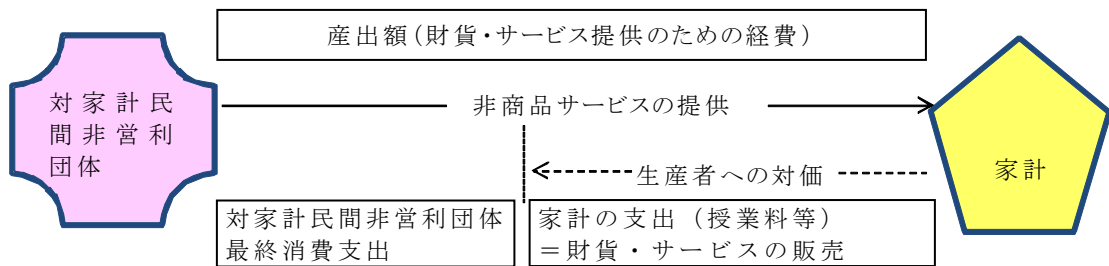 産出額（財貨・サービス提供のための経費）
対家計民
間非営利
団体
非商品サービスの提供
家計
生産者への対価
対家計民間非営利団体
最終消費支出
家計の支出（授業料等）
＝財貨・サービスの販売